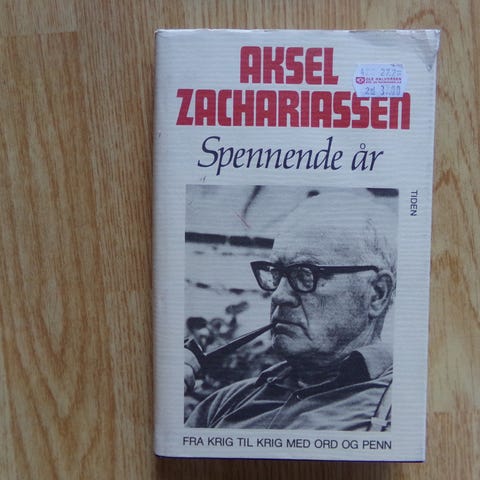 AKSEL
ZACHARIASSEN
Spennende år
TIDEN
FRA KRIG TIL KRIG MED ORD OG PENN